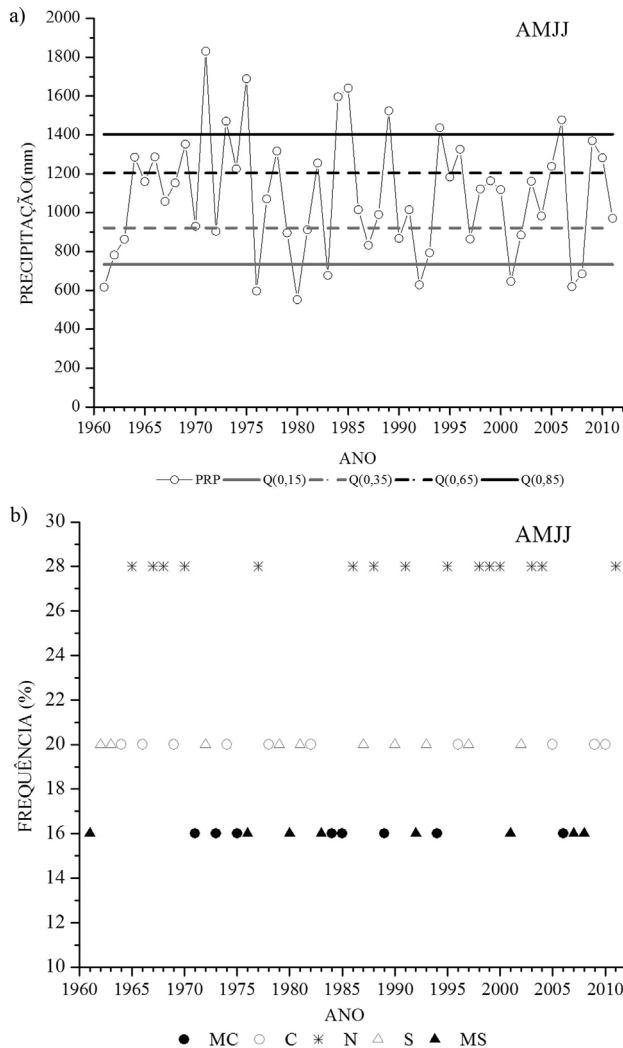 a)
AMJJ
2000
1800
1600
1400
1200
1000
800
600
400
200
0
PRECIPITAÇÃO(mm)
1960 1965 1970 1975 1980 1985 1990 1995 2000 2005 2010
ANO
PRP Q(0,15) Q(0,35) Q(0,65) Q(0,85)
b)
AMJJ
30
28
26
24
22
20
18
16
14
12
10
FREQUÊNCIA (%)
1960 1965 1970 1975 1980 1985 1990 1995 2000 2005 2010
ANO
MC C N S MS